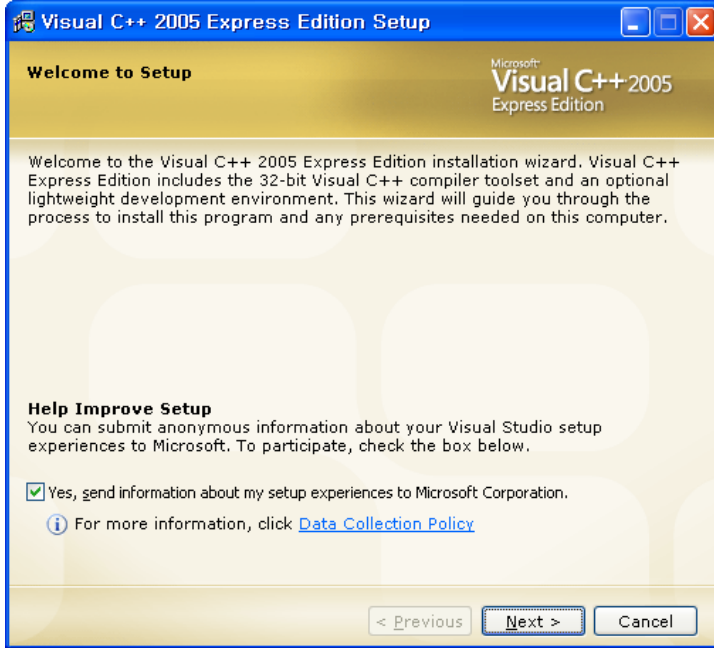 Visual C++ 2005 Express Edition Setup
Welcome to Setup
Microsoft
Visual C++ 2005
Express Edition
Welcome to the Visual C++ 2005 Express Edition installation wizard. Visual C++
Express Edition includes the 32-bit Visual C++ compiler toolset and an optional
lightweight development environment. This wizard will guide you through the
process to install this program and any prerequisites needed on this computer.
Help Improve Setup
You can submit anonymous information about your Visual Studio setup
experiences to Microsoft. To participate, check the box below.
Yes, send information about my setup experiences to Microsoft Corporation.
For more information, click Data Collection Policy
< Previous
Next >
Cancel